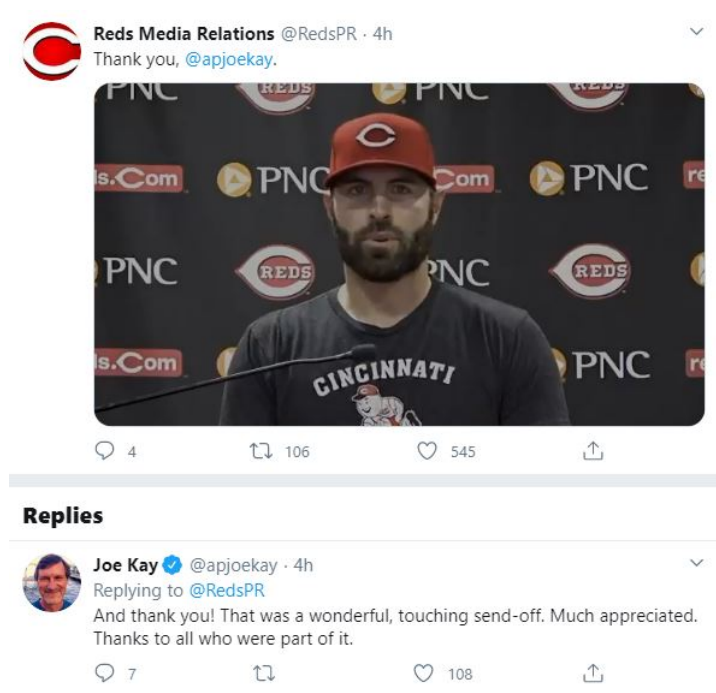 Reds Media Relations @RedsPR · 4h
Thank you, @apjoekay.
PNC REDS PNC REDS
s.Com PNC Com PNC re
PNC REDS PNC REDS
s.Com PNC re
CINCINNATI
4 106 545
Replies
Joe Kay @apjoekay · 4h
Replying to @RedsPR
And thank you! That was a wonderful, touching send-off. Much appreciated.
Thanks to all who were part of it.
7 108